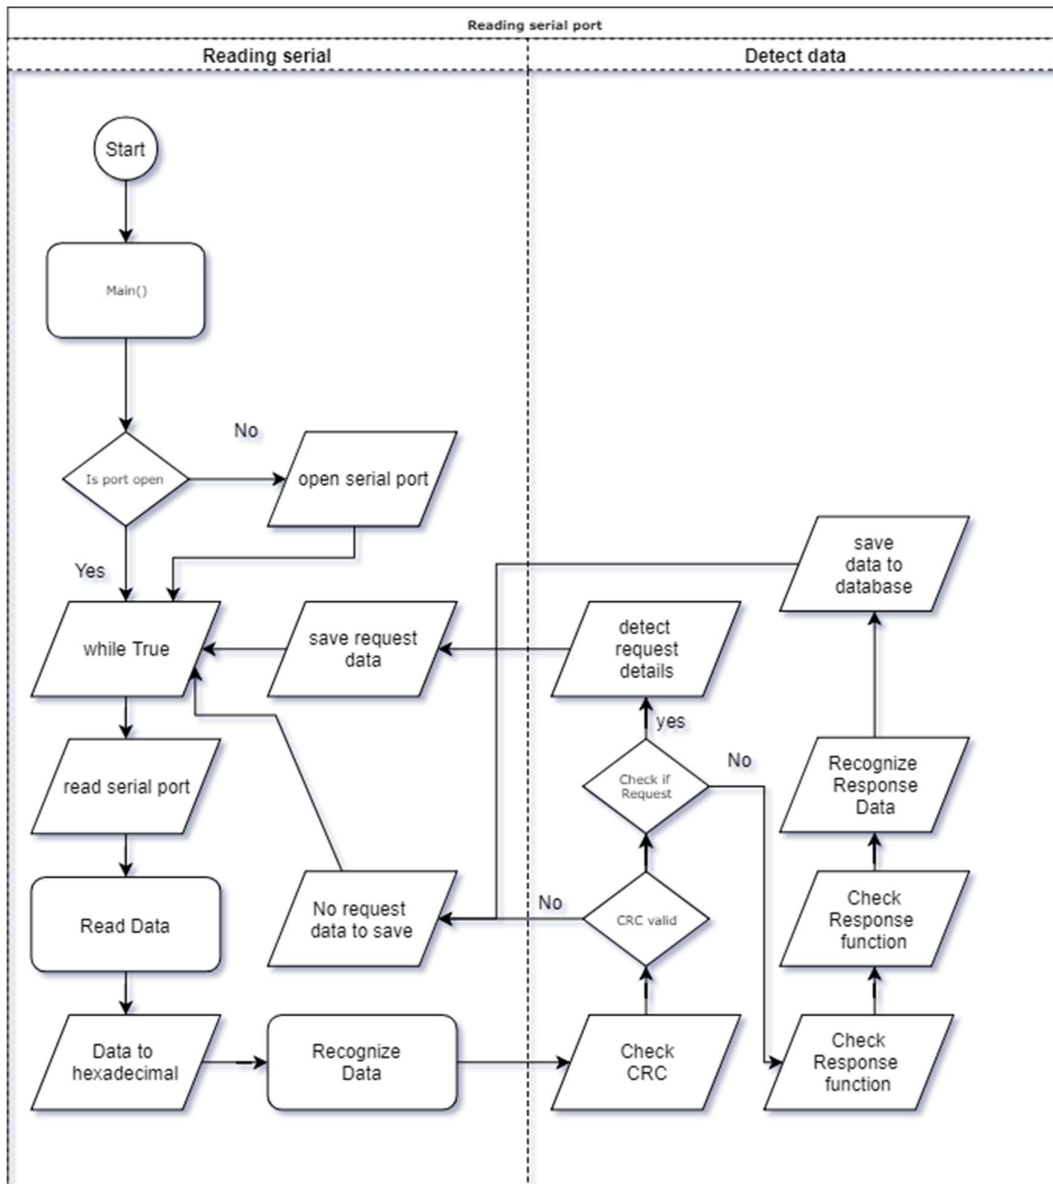 Reading serial port
Reading serial
Detect data
Start
Main()
Is port open
No
open serial port
Yes
while True
save request
data
detect
request
details
save
data to
database
read serial port
yes
Check if
Request
No
Recognize
Response
Data
Read Data
No request
data to save
No
CRC valid
Check
Response
function
Data to
hexadecimal
Recognize
Data
Check
CRC
Check
Response
function